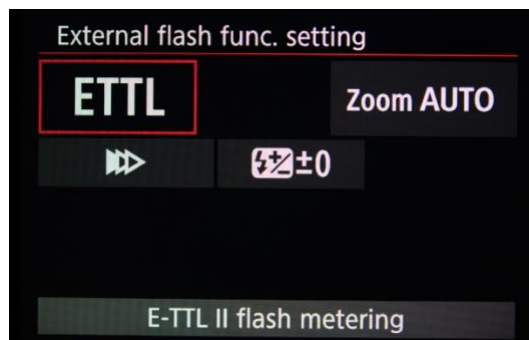 External flash func. setting
ETTL Zoom AUTO
±0
E-TTL II flash metering